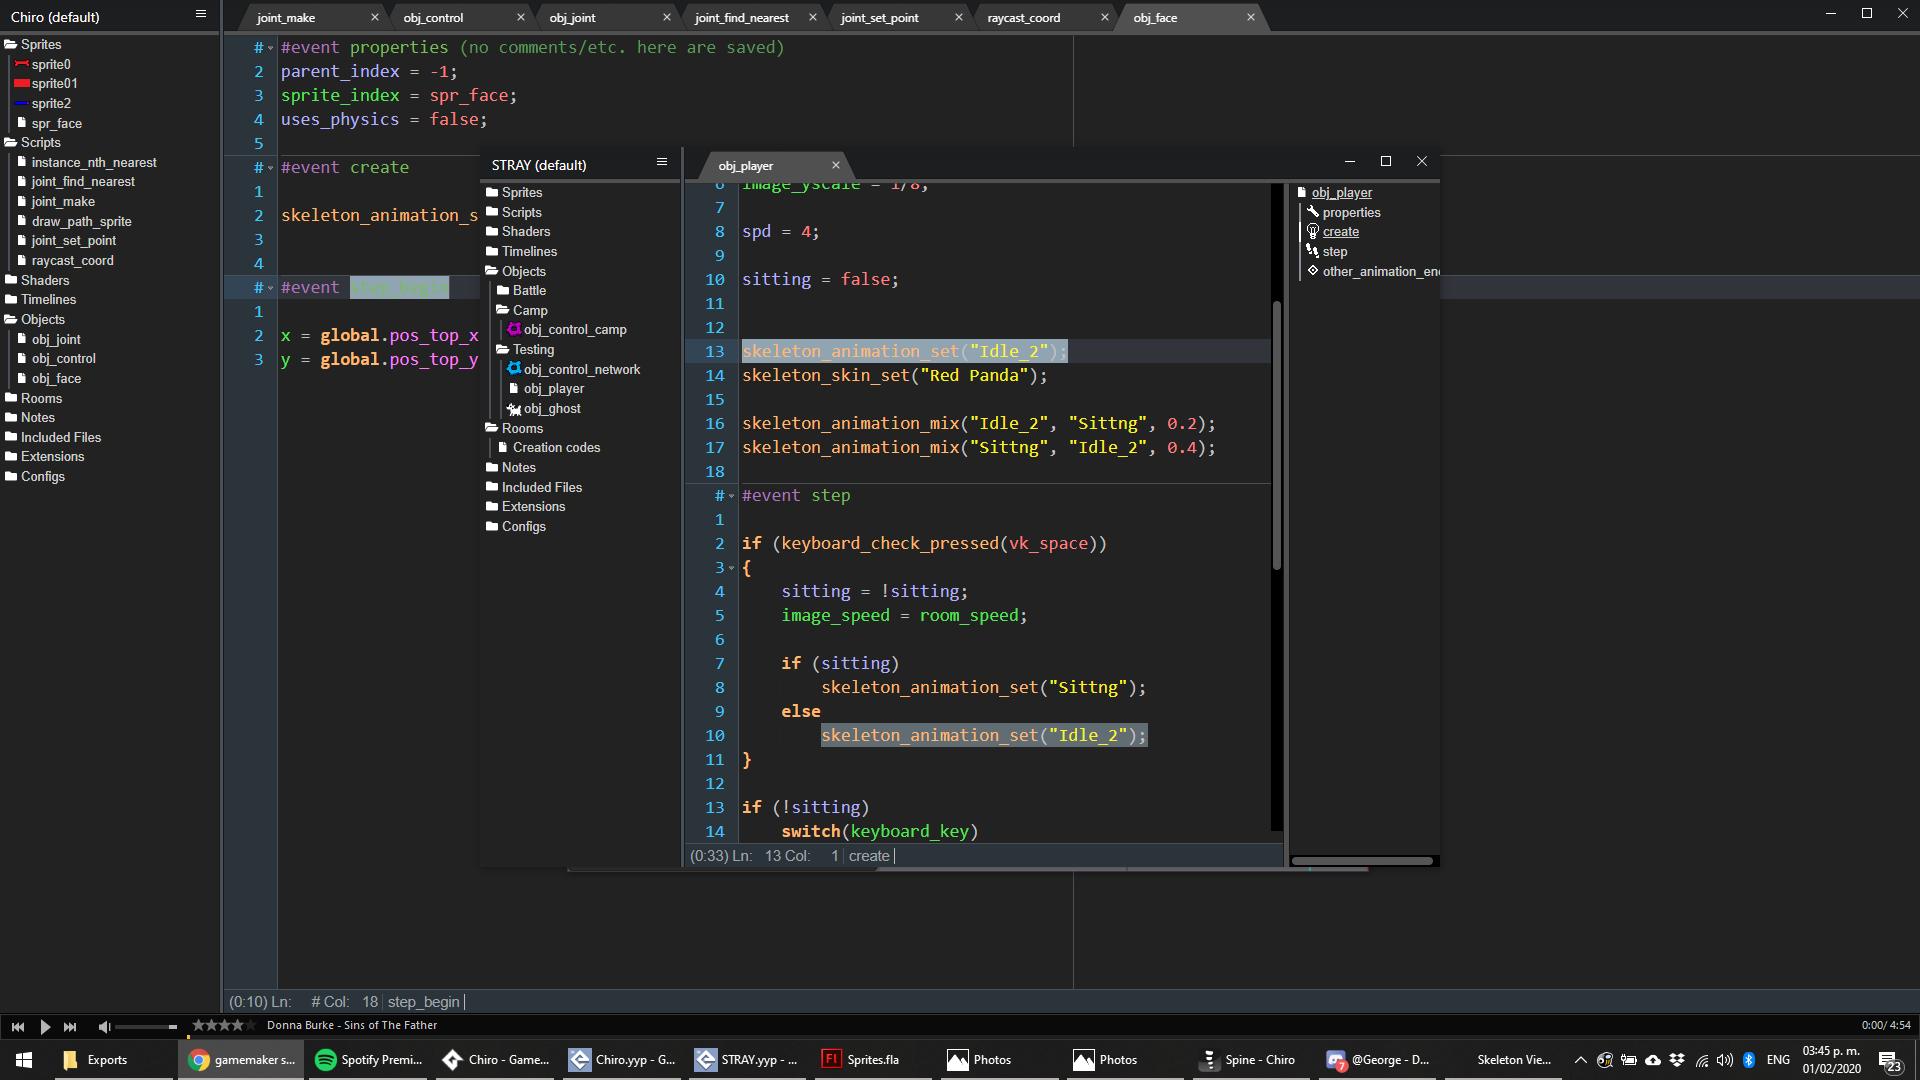 Chiro (default)
joint_make
obj_control
obj_joint
joint_find_nearest
joint_set_point
raycast_coord
obj_face
Sprites
sprite0
sprite01
sprite2
spr_face
Scripts
instance_nth_nearest
joint_find_nearest
joint_make
draw_path_sprite
joint_set_point
raycast_coord
Shaders
Timelines
Objects
obj_joint
obj_control
obj_face
Rooms
Notes
Included Files
Extensions
Configs
# #event properties (no comments/etc. here are saved)
2 parent_index = -1;
3 sprite_index = spr_face;
4 uses_physics = false;
5
# #event create
1
2 skeleton_animation_s
3
4
# #event step_begin
1
2 x = global.pos_top_x
3 y = global.pos_top_y
(0:10) Ln: # Col: 18 step_begin
STRAY (default)
obj_player
Sprites
Scripts
Shaders
Timelines
Objects
Battle
Camp
obj_control_camp
Testing
obj_control_network
obj_player
obj_ghost
Rooms
Creation codes
Notes
Included Files
Extensions
Configs
6 image_yscale = 1/8;
7
8 spd = 4;
9
10 sitting = false;
11
12
13 skeleton_animation_set("Idle_2");
14 skeleton_skin_set("Red Panda");
15
16 skeleton_animation_mix("Idle_2", "Sittng", 0.2);
17 skeleton_animation_mix("Sittng", "Idle_2", 0.4);
18
# #event step
1
2 if (keyboard_check_pressed(vk_space))
3 {
4 sitting = !sitting;
5 image_speed = room_speed;
6
7 if (sitting)
8 skeleton_animation_set("Sittng");
9 else
10 skeleton_animation_set("Idle_2");
11 }
12
13 if (!sitting)
14 switch(keyboard_key)
(0:33) Ln: 13 Col: 1 create
obj_player
properties
create
step
other_animation_en
Donna Burke - Sins of The Father
0:00/ 4:54
Exports
gamemaker s...
Spotify Premi...
Chiro - Game...
Chiro.yyp - G...
STRAY.yyp - ...
Sprites.fla
Photos
Photos
Spine - Chiro
@George - D...
Skeleton Vie...
ENG
03:45 p. m.
01/02/2020
23